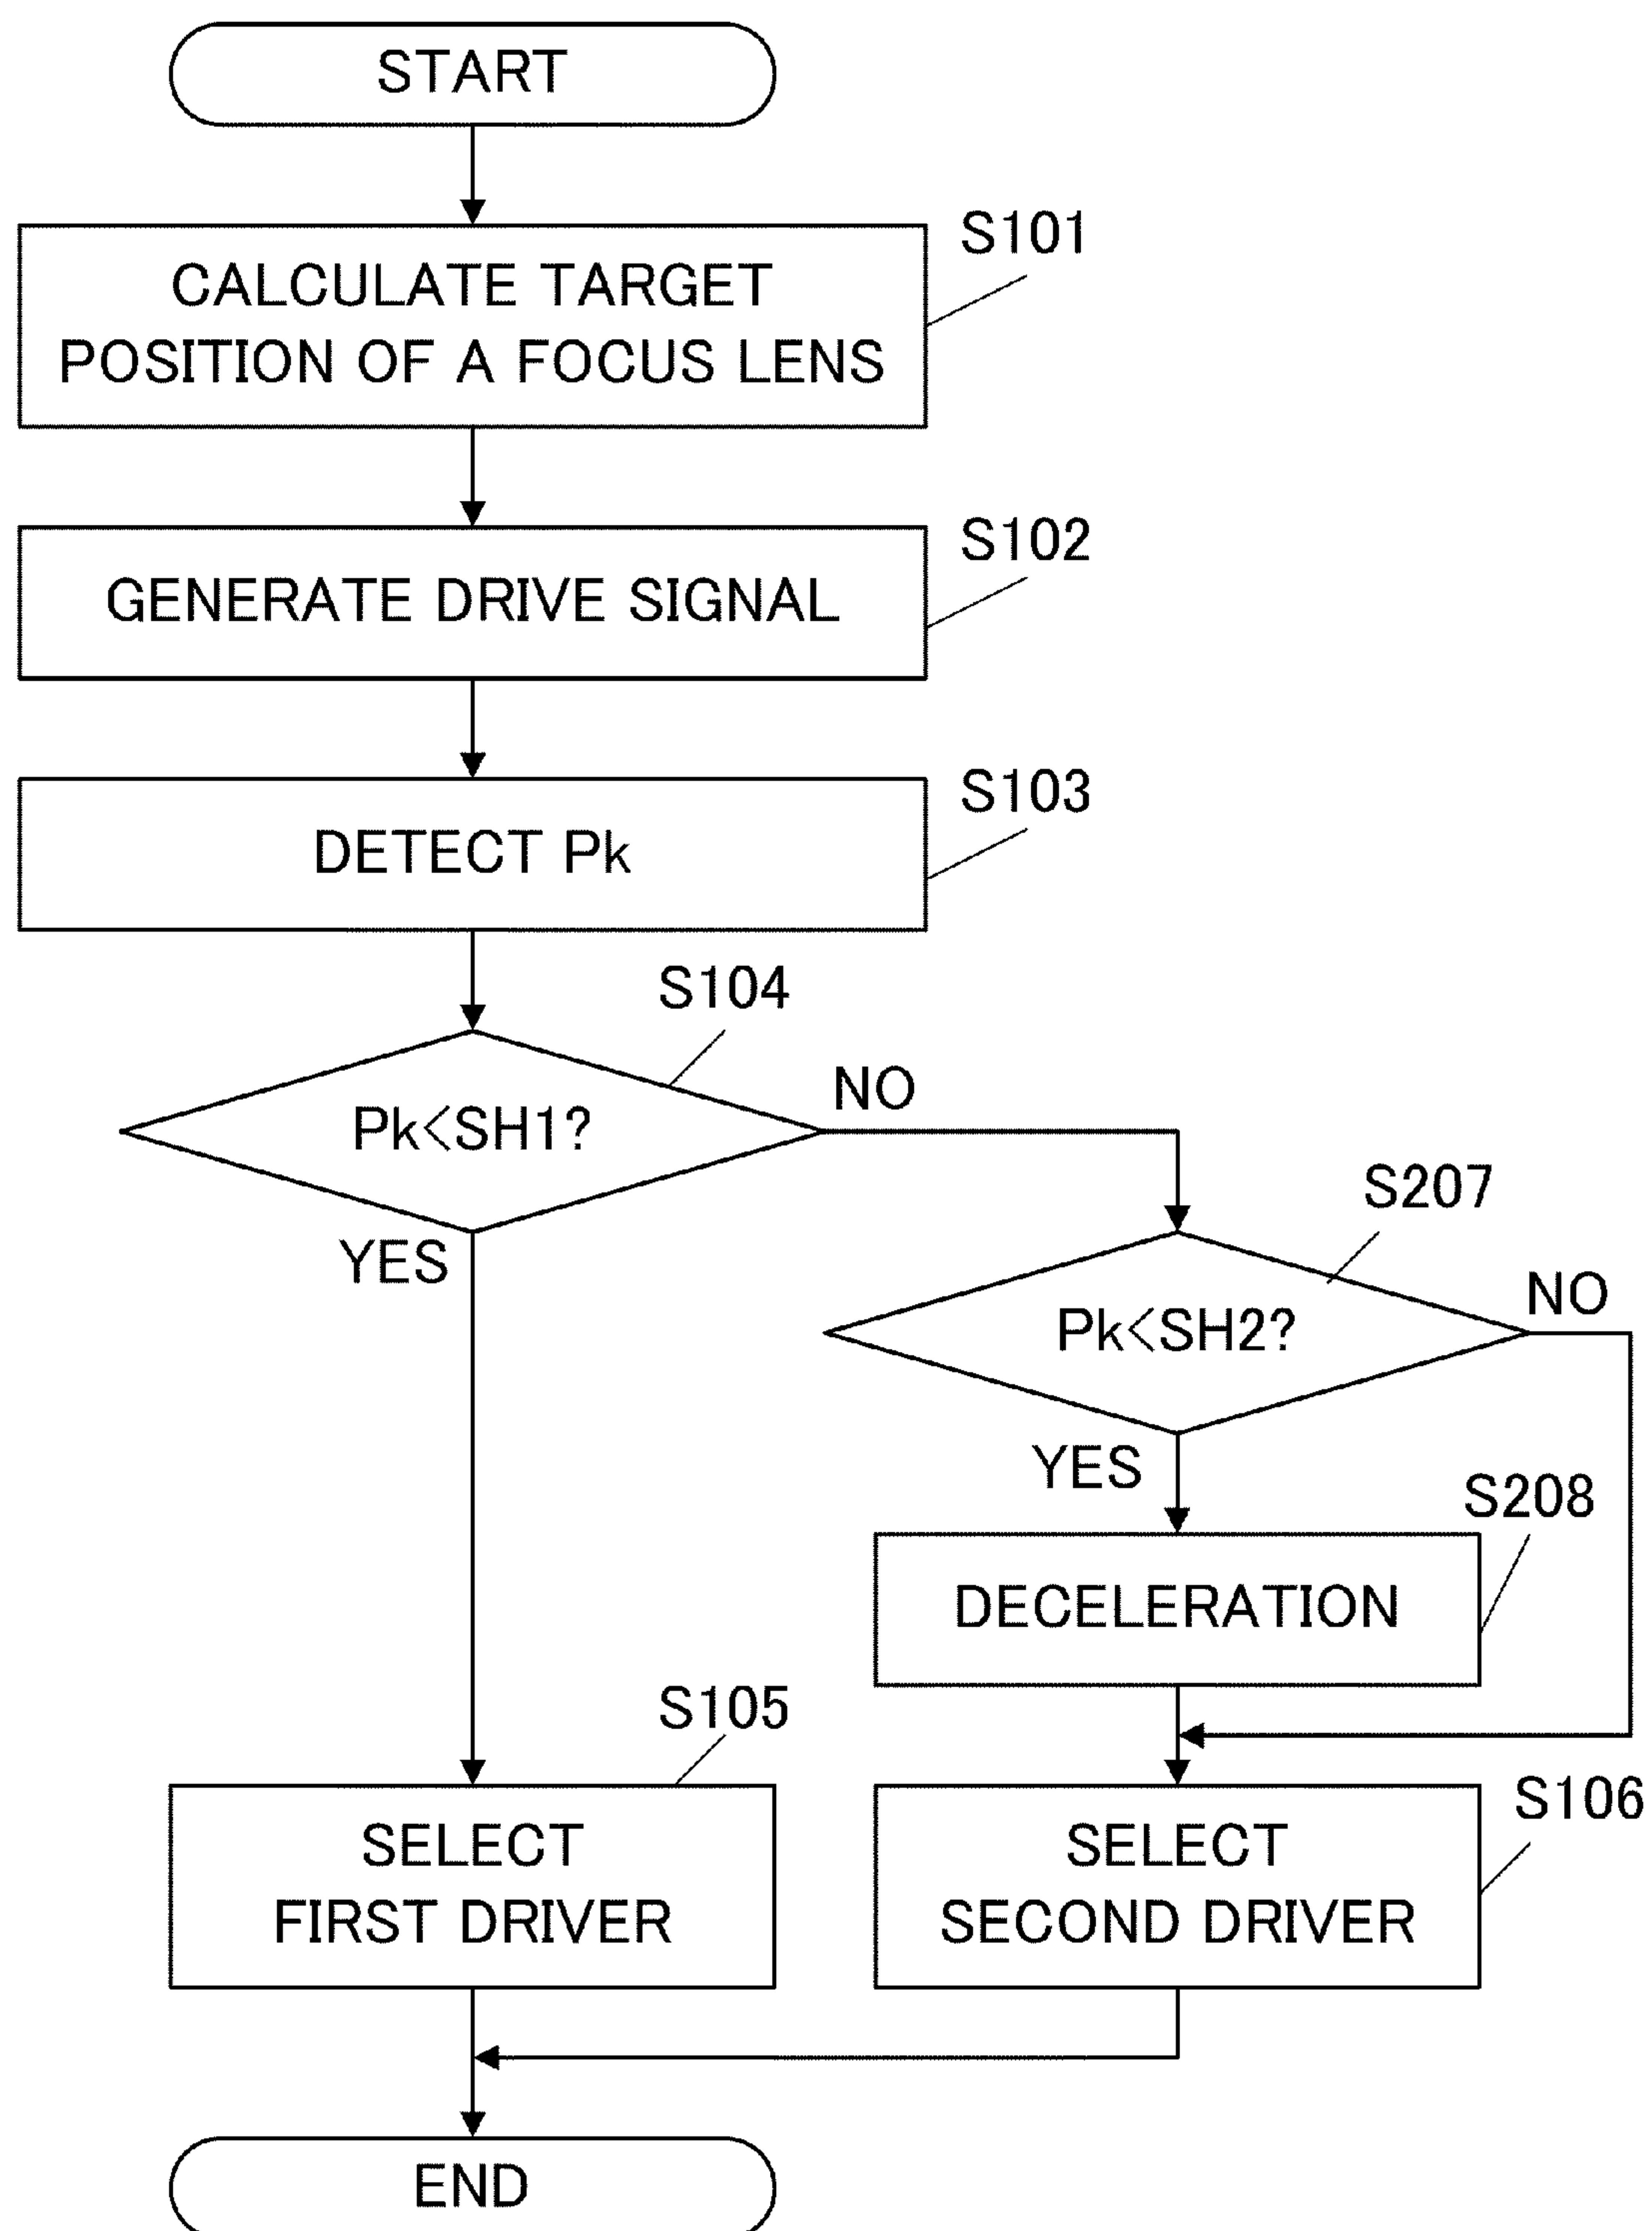 START
S101
CALCULATE TARGET
POSITION OF A FOCUS LENS
S102
GENERATE DRIVE SIGNAL
S103
DETECT Pk
S104
Pk<SH1?
NO
YES
S207
Pk<SH2?
NO
YES
S208
DECELERATION
S105
SELECT
FIRST DRIVER
S106
SELECT
SECOND DRIVER
END